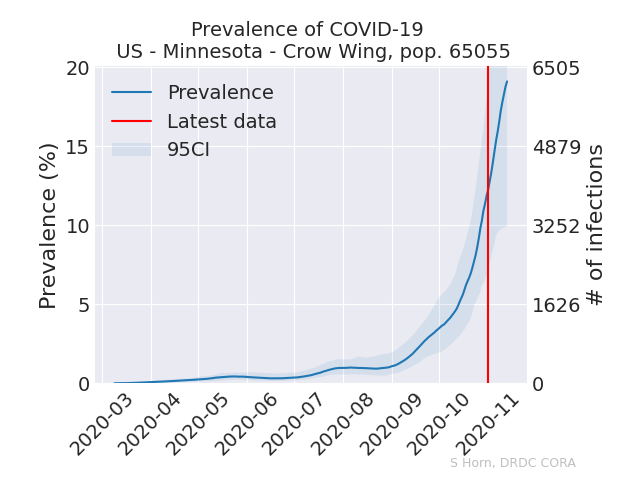 Prevalence of COVID-19
US - Minnesota - Crow Wing, pop. 65055
Prevalence (%)
20
15
10
5
0
Prevalence
Latest data
95CI
6505
4879
3252
1626
0
# of infections
2020-03
2020-04
2020-05
2020-06
2020-07
2020-08
2020-09
2020-10
2020-11
S Horn, DRDC CORA